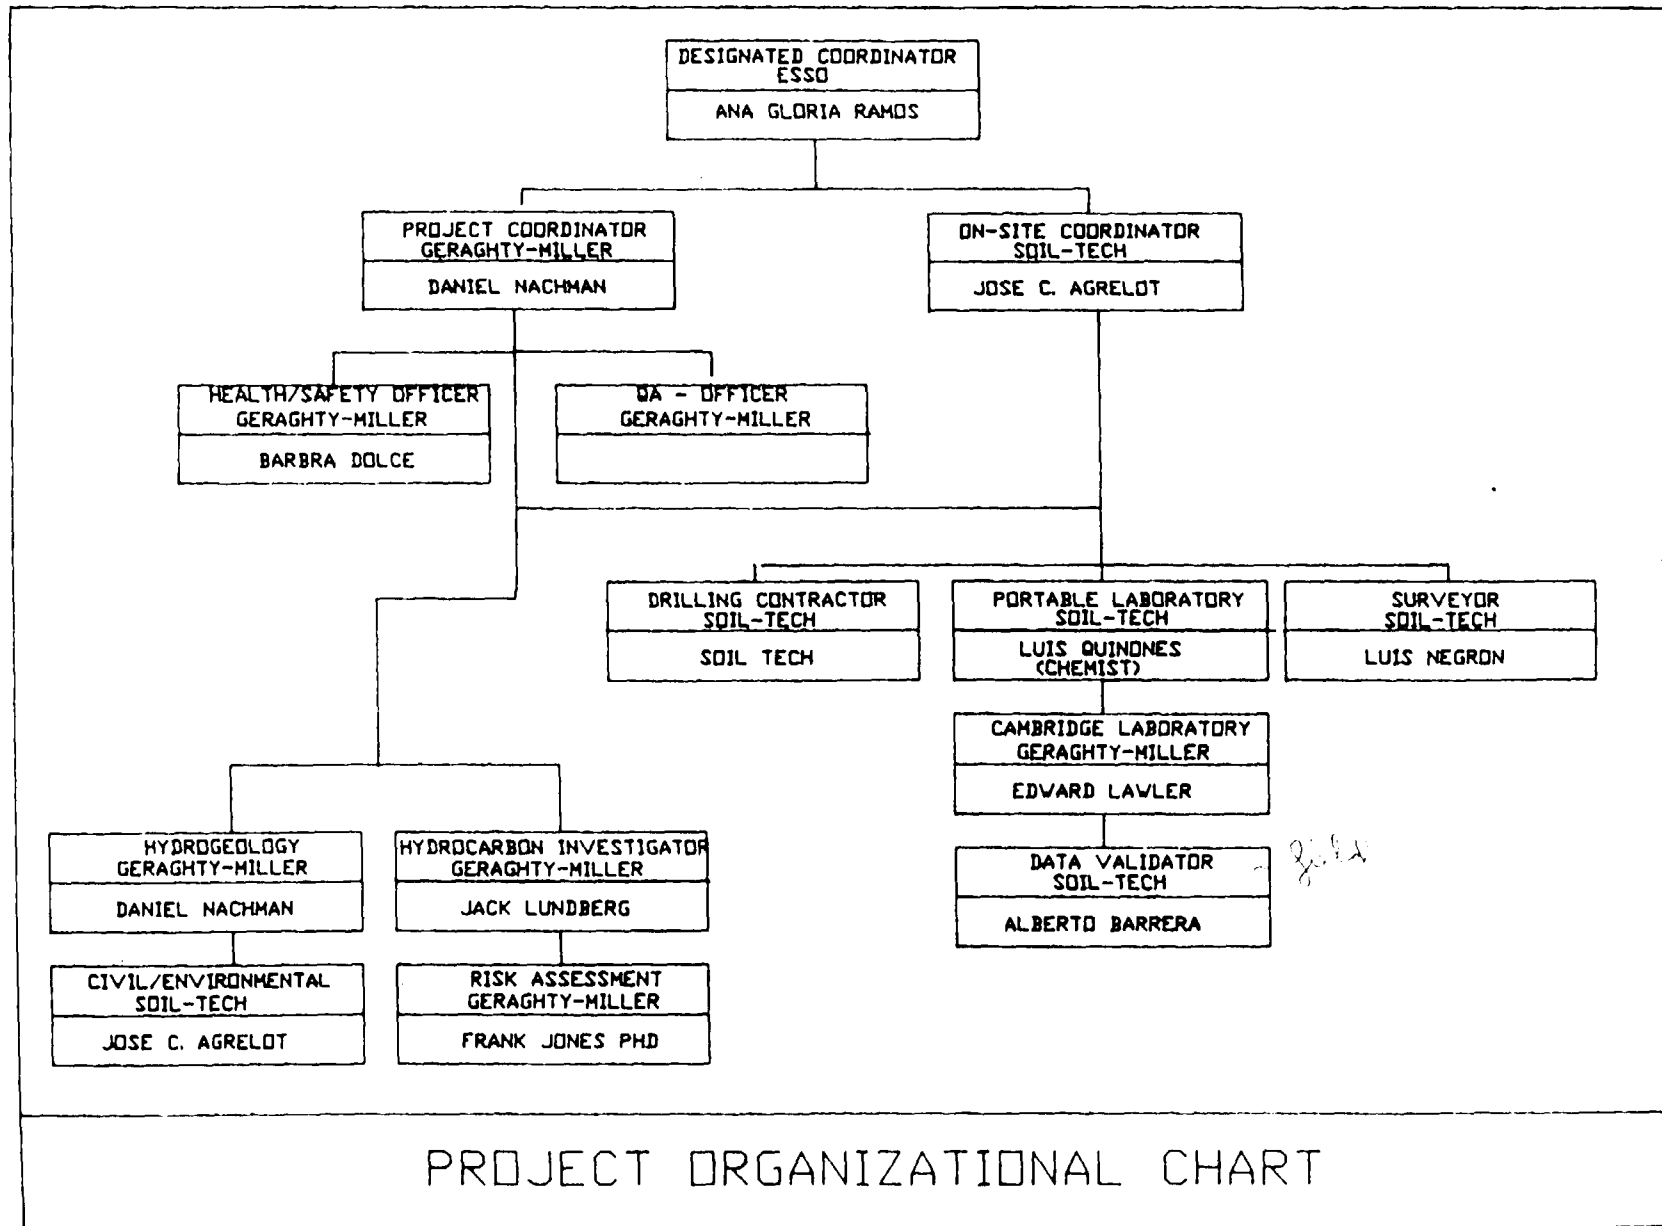 DESIGNATED COORDINATOR
ESSO
ANA GLORIA RAMOS
PROJECT COORDINATOR
GERAGHTY-MILLER
DANIEL NACHMAN
ON-SITE COORDINATOR
SOIL-TECH
JOSE C. AGRELOT
HEALTH/SAFETY OFFICER
GERAGHTY-MILLER
BARBRA DOLCE
QA - OFFICER
GERAGHTY-MILLER
DRILLING CONTRACTOR
SOIL-TECH
SOIL TECH
PORTABLE LABORATORY
SOIL-TECH
LUIS QUINONES
(CHEMIST)
SURVEYOR
SOIL-TECH
LUIS NEGRON
CAMBRIDGE LABORATORY
GERAGHTY-MILLER
EDWARD LAWLER
HYDROGEOLOGY
GERAGHTY-MILLER
DANIEL NACHMAN
HYDROCARBON INVESTIGATOR
GERAGHTY-MILLER
JACK LUNDBERG
DATA VALIDATOR
SOIL-TECH
ALBERTO BARRERA
CIVIL/ENVIRONMENTAL
SOIL-TECH
JOSE C. AGRELOT
RISK ASSESSMENT
GERAGHTY-MILLER
FRANK JONES PHD
PROJECT ORGANIZATIONAL CHART